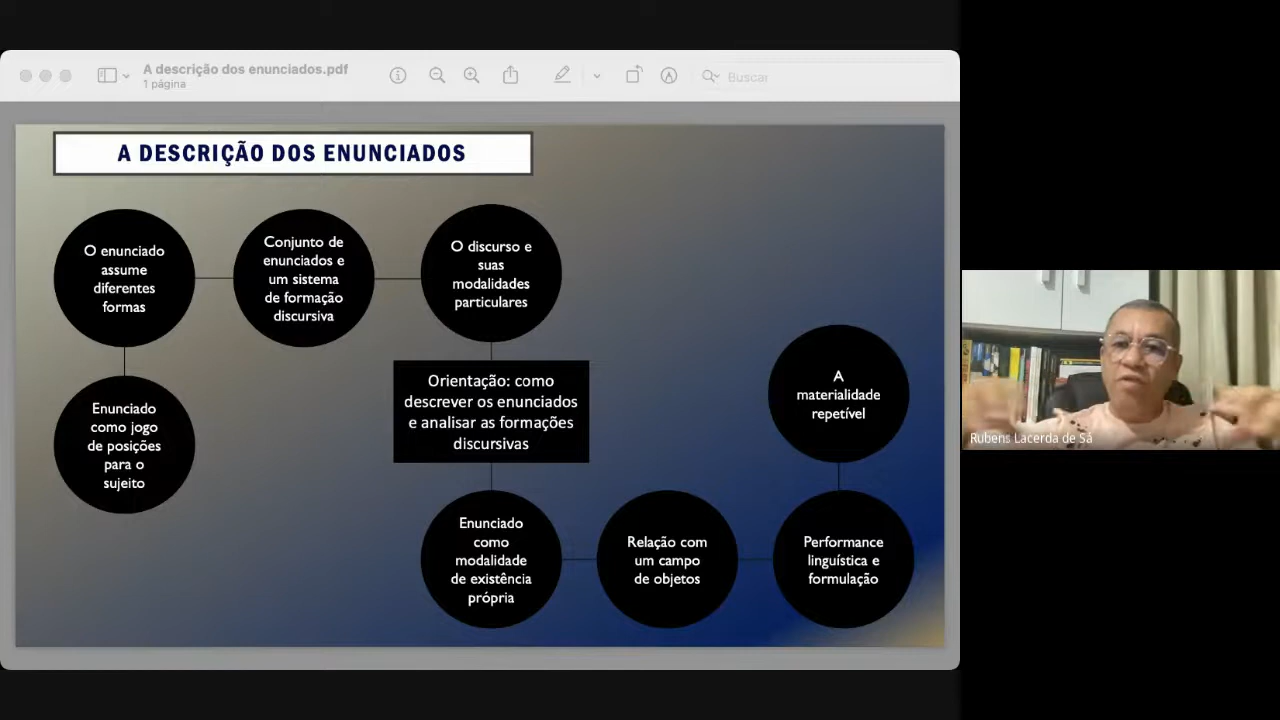 A descrição dos enunciados.pdf
1 página
Buscar
A DESCRIÇÃO DOS ENUNCIADOS
O enunciado
assume
diferentes
formas
Conjunto de
enunciados e
um sistema
de formação
discursiva
O discurso e
suas
modalidades
particulares
Enunciado
como jogo
de posições
para o
sujeito
Orientação: como
descrever os enunciados
e analisar as formações
discursivas
A
materialidade
repetível
Enunciado
como
modalidade
de existência
própria
Relação com
um campo
de objetos
Performance
linguística e
formulação
Rubens Lacerda de Sá